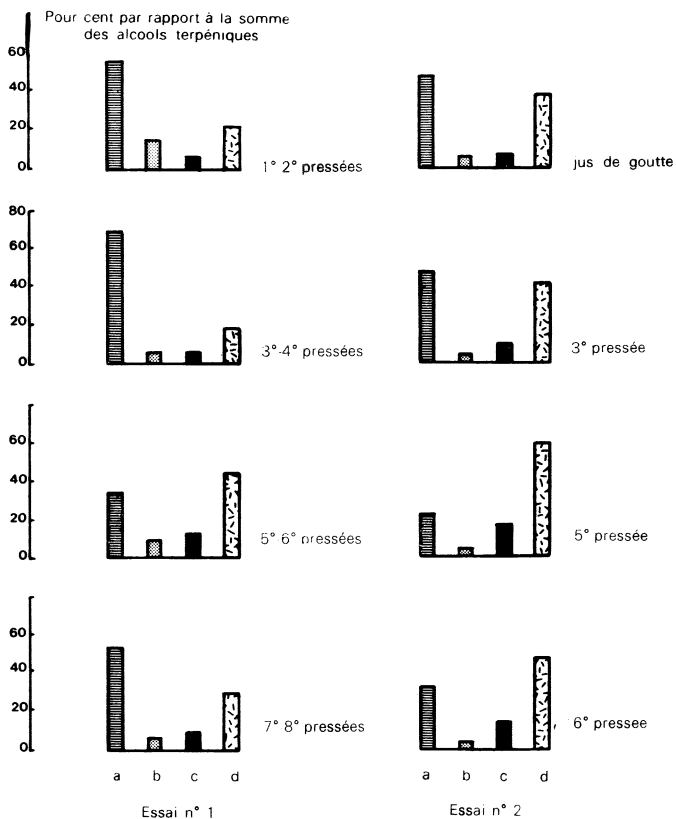 Pour cent par rapport à la somme
des alcools terpéniques
60
40
20
0
1° 2° pressées
jus de goutte
80
60
40
20
0
3°-4° pressées
3° pressée
60
40
20
0
5°-6° pressées
5° pressée
60
40
20
0
7° 8° pressées
6° pressee
a b c d
a b c d
Essai n° 1
Essai n° 2